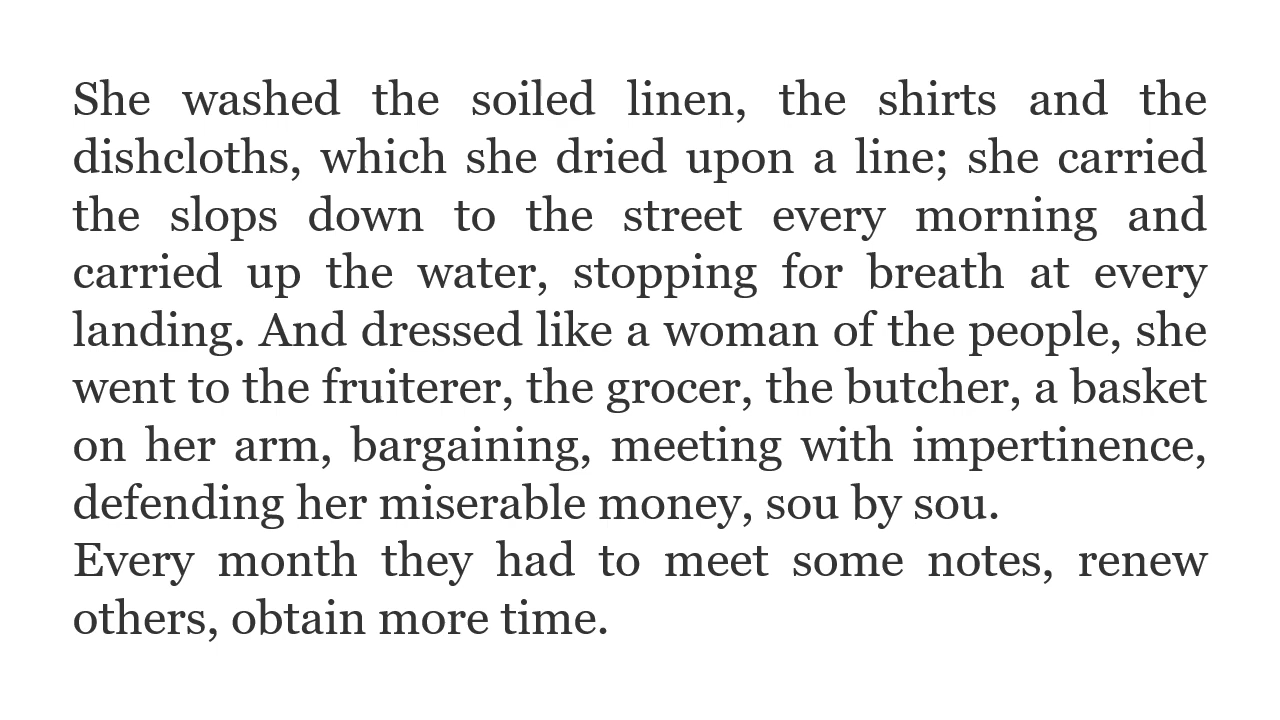 She washed the soiled linen, the shirts and the
dishcloths, which she dried upon a line; she carried
the slops down to the street every morning and
carried up the water, stopping for breath at every
landing. And dressed like a woman of the people, she
went to the fruiterer, the grocer, the butcher, a basket
on her arm, bargaining, meeting with impertinence,
defending her miserable money, sou by sou.
Every month they had to meet some notes, renew
others, obtain more time.